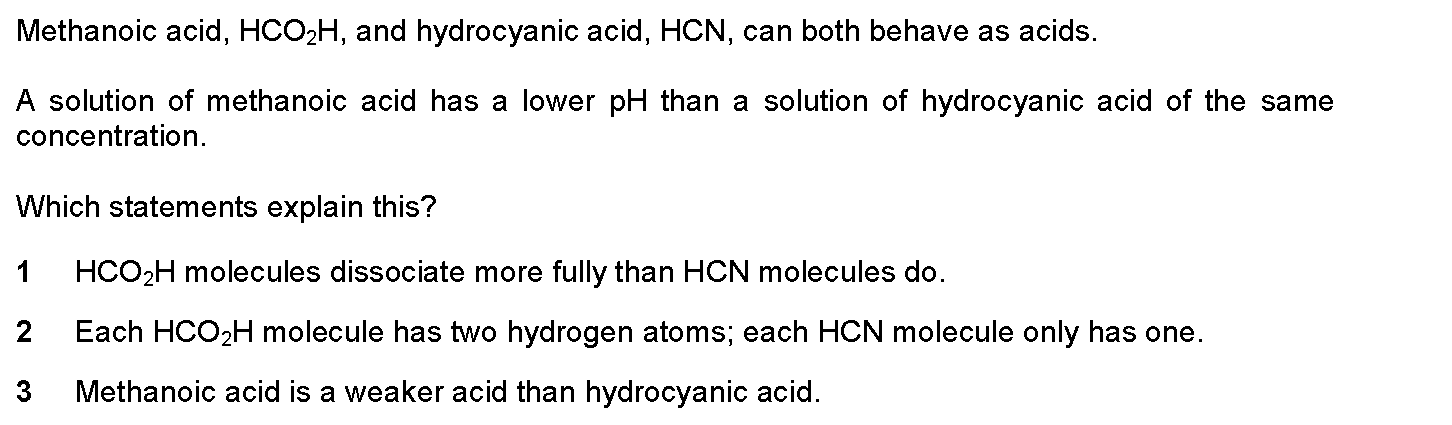 Methanoic acid, HCO₂H, and hydrocyanic acid, HCN, can both behave as acids.
A solution of methanoic acid has a lower pH than a solution of hydrocyanic acid of the same
concentration.
Which statements explain this?
1 HCO₂H molecules dissociate more fully than HCN molecules do.
2 Each HCO₂H molecule has two hydrogen atoms; each HCN molecule only has one.
3 Methanoic acid is a weaker acid than hydrocyanic acid.